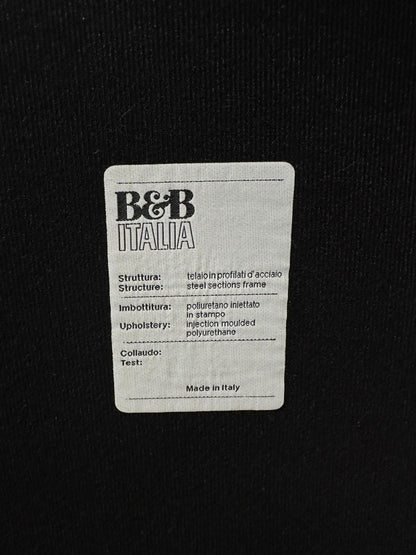 B&B
ITALIA
Struttura: telaio in profilati d'acciaio
Structure: steel sections frame
Imbottitura: poliuretano iniettato
in stampo
Upholstery: injection moulded
polyurethane
Collaudo:
Test:
Made in Italy